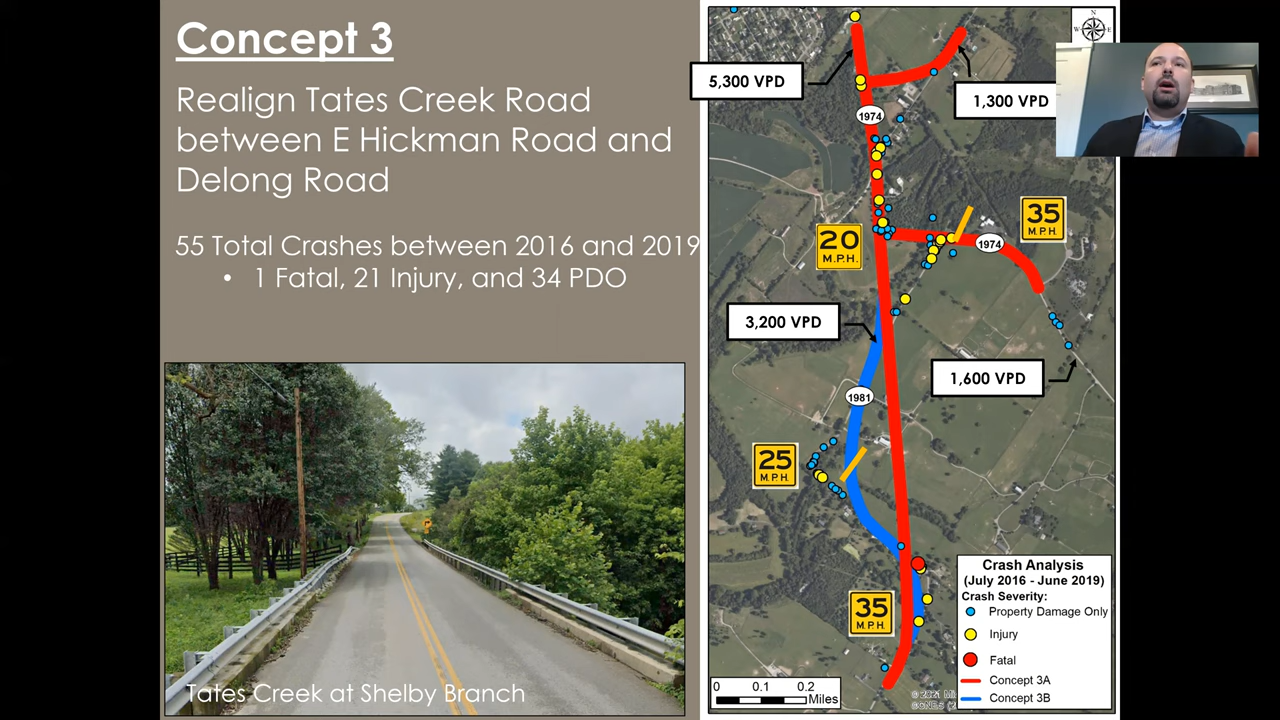 Concept 3
Realign Tates Creek Road
between E Hickman Road and
Delong Road
55 Total Crashes between 2016 and 2019
• 1 Fatal, 21 Injury, and 34 PDO
Tates Creek at Shelby Branch
N
W E
5,300 VPD
1,300 VPD
1974
20
M.P.H.
35
M.P.H.
1974
3,200 VPD
1,600 VPD
1981
25
M.P.H.
35
M.P.H.
0 0.1 0.2
Miles
Crash Analysis
(July 2016 - June 2019)
Crash Severity:
Property Damage Only
Injury
Fatal
Concept 3A
Concept 3B